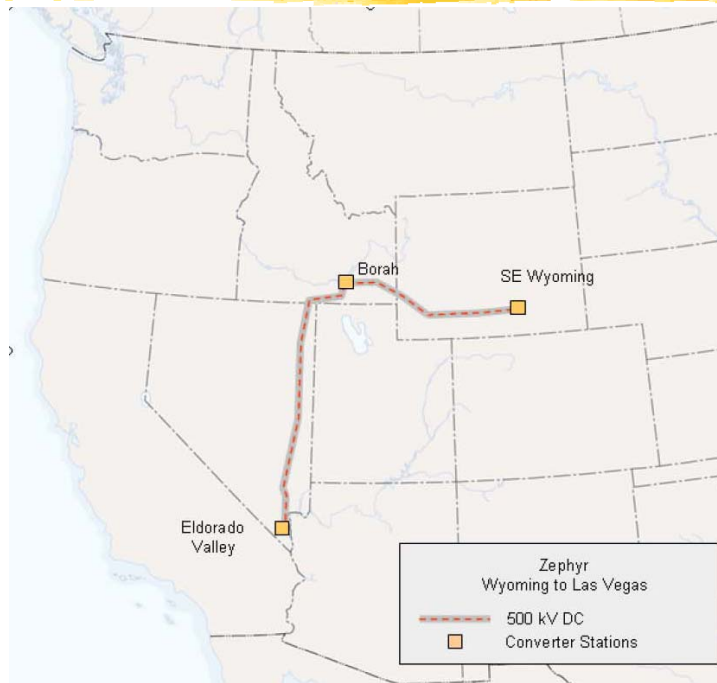 Borah
SE Wyoming
Eldorado
Valley
Zephyr
Wyoming to Las Vegas
500 kV DC
Converter Stations